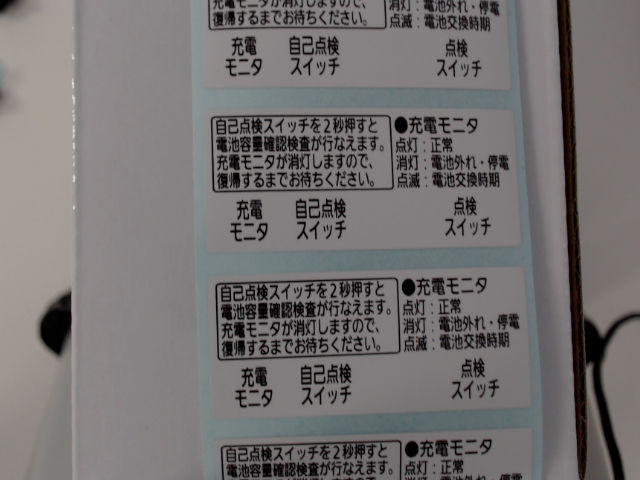 充電モニタが消灯しますので、
復帰するまでお待ちください。
消灯：電池外れ・停電
点滅：電池交換時期
充電
モニタ
自己点検
スイッチ
点検
スイッチ
自己点検スイッチを2秒押すと
電池容量確認検査が行なえます。
充電モニタが消灯しますので、
復帰するまでお待ちください。
●充電モニタ
点灯：正常
消灯：電池外れ・停電
点滅：電池交換時期
充電
モニタ
自己点検
スイッチ
点検
スイッチ
自己点検スイッチを2秒押すと
電池容量確認検査が行なえます。
充電モニタが消灯しますので、
復帰するまでお待ちください。
●充電モニタ
点灯：正常
消灯：電池外れ・停電
点滅：電池交換時期
充電
モニタ
自己点検
スイッチ
点検
スイッチ
自己点検スイッチを2秒押すと
電池容量確認検査が行なえます。
●充電モニタ
点灯：正常